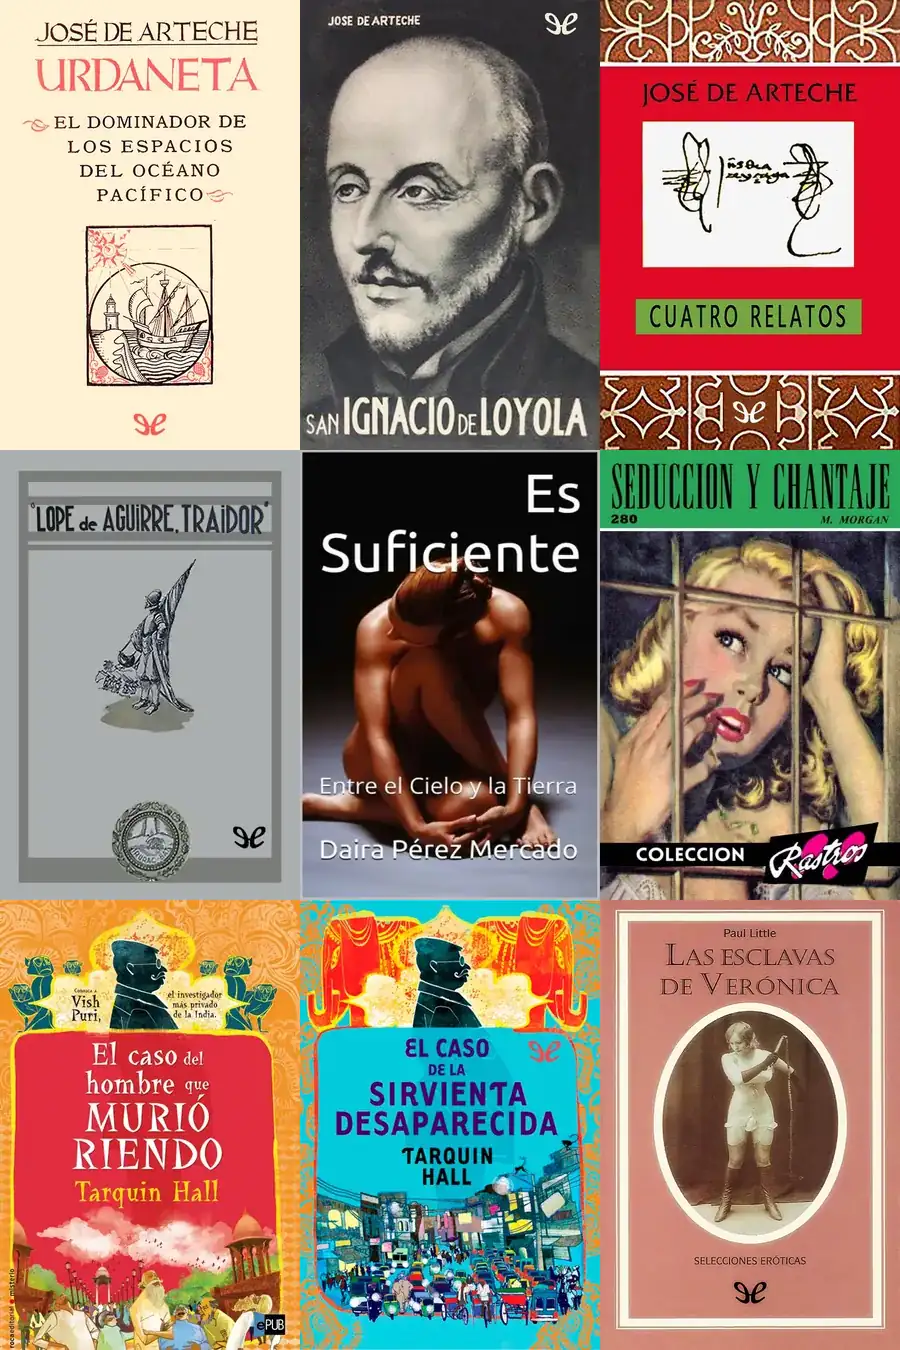 JOSÉ DE ARTECHE
URDANETA
EL DOMINADOR DE
LOS ESPACIOS
DEL OCÉANO
PACÍFICO
JOSE DE ARTECHE
SAN IGNACIO DE LOYOLA
JOSÉ DE ARTECHE
CUATRO RELATOS
"LOPE de AGUIRRE, TRAIDOR"
Es
Suficiente
Entre el Cielo y la Tierra
Daira Pérez Mercado
SEDUCCION Y CHANTAJE
280
M. MORGAN
COLECCION
Rastros
Conozca a
Vish
Puri,
el investigador
más privado
de la India.
El caso del
hombre que
MURIÓ
RIENDO
Tarquin Hall
rocaeditorial misterio
ePUB
EL CASO
DE LA
SIRVIENTA
DESAPARECIDA
TARQUIN
HALL
Paul Little
LAS ESCLAVAS
DE VERÓNICA
SELECCIONES ERÓTICAS